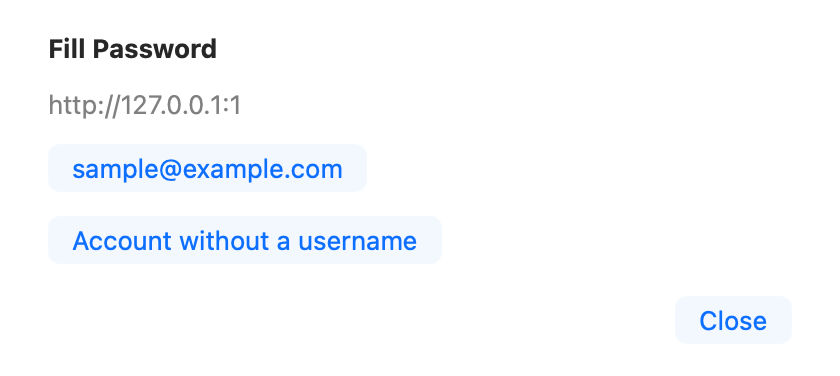 Fill Password
http://127.0.0.1:1
sample@example.com
Account without a username
Close